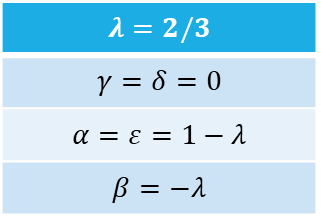 λ = 2/3
γ = δ = 0
α = ε = 1 − λ
β = −λ